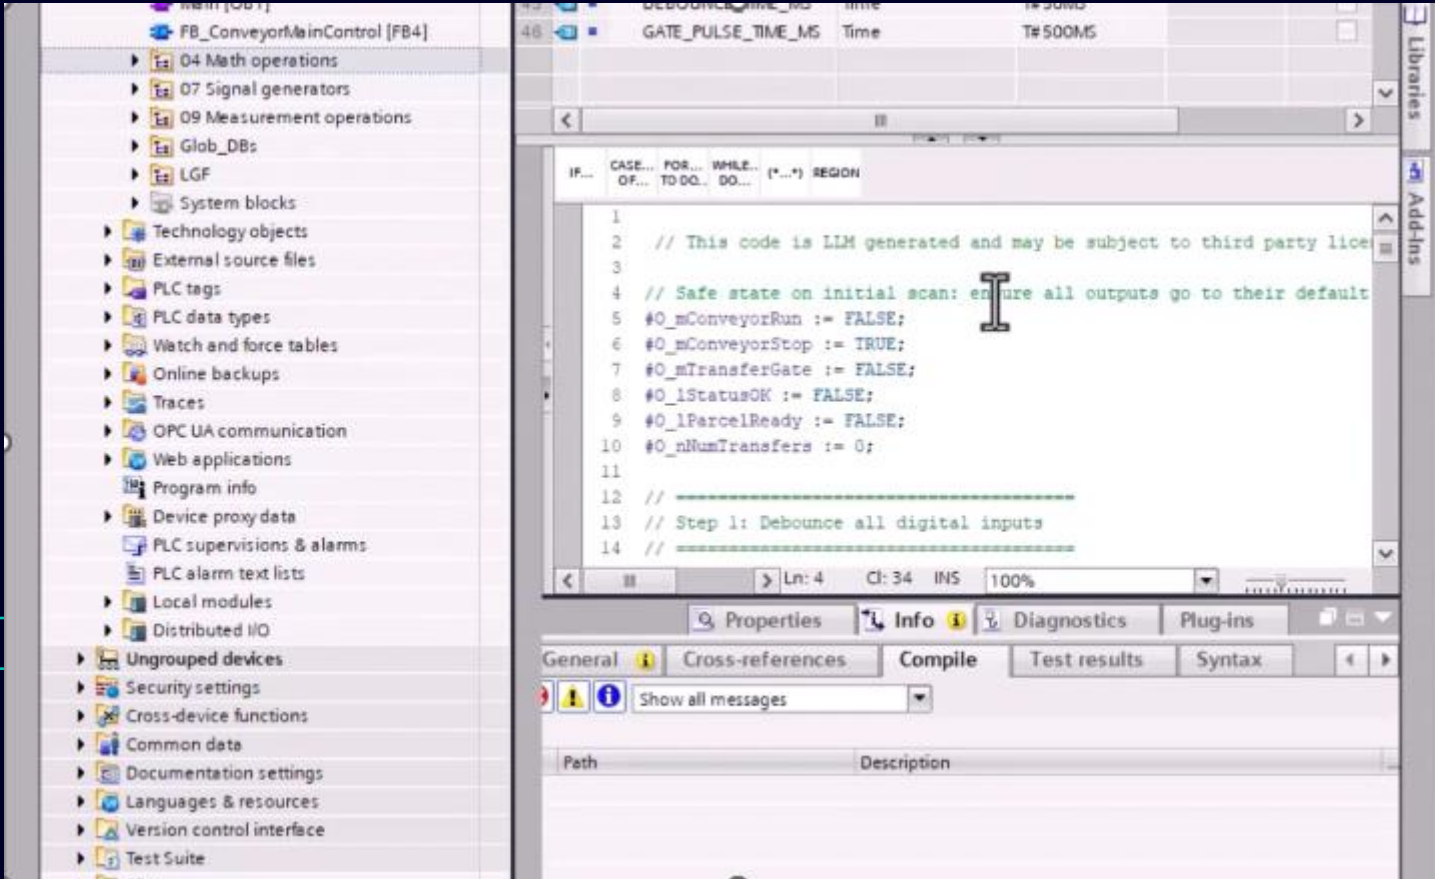 Main [OB1]
FB_ConveyorMainControl [FB4]
04 Math operations
07 Signal generators
09 Measurement operations
Glob_DBs
LGF
System blocks
Technology objects
External source files
PLC tags
PLC data types
Watch and force tables
Online backups
Traces
OPC UA communication
Web applications
Program info
Device proxy data
PLC supervisions & alarms
PLC alarm text lists
Local modules
Distributed I/O
Ungrouped devices
Security settings
Cross-device functions
Common data
Documentation settings
Languages & resources
Version control interface
Test Suite
45 DEBOUNCE_TIME_MS Time T#50MS
46 GATE_PULSE_TIME_MS Time T#500MS
IF... CASE... OF... FOR... TO DO... WHILE... DO... (*...*) REGION
1
2 // This code is LLM generated and may be subject to third party lice
3
4 // Safe state on initial scan: ensure all outputs go to their default
5 #O_mConveyorRun := FALSE;
6 #O_mConveyorStop := TRUE;
7 #O_mTransferGate := FALSE;
8 #O_lStatusOK := FALSE;
9 #O_lParcelReady := FALSE;
10 #O_nNumTransfers := 0;
11
12 // ======================================
13 // Step 1: Debounce all digital inputs
14 // ======================================
Ln: 4 Cl: 34 INS 100%
Properties Info Diagnostics Plug-ins
General Cross-references Compile Test results Syntax
Show all messages
Path Description
Libraries
Add-Ins